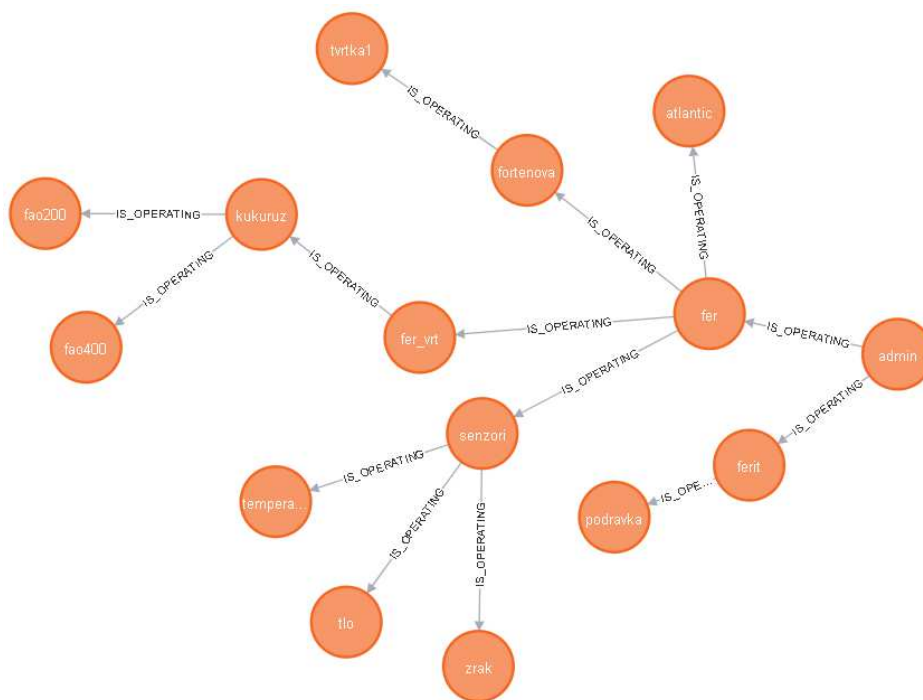 tvrtka1
IS_OPERATING
atlantic
fortenova
IS_OPERATING
fao200
IS_OPERATING
kukuruz
IS_OPERATING
IS_OPERATING
IS_OPERATING
fer
fao400
fer_vrt
IS_OPERATING
IS_OPERATING
admin
IS_OPERATING
IS_OPERATING
senzori
ferit
IS_OPERATING
tempera...
IS_OPE...
podravka
IS_OPERATING
IS_OPERATING
tlo
zrak